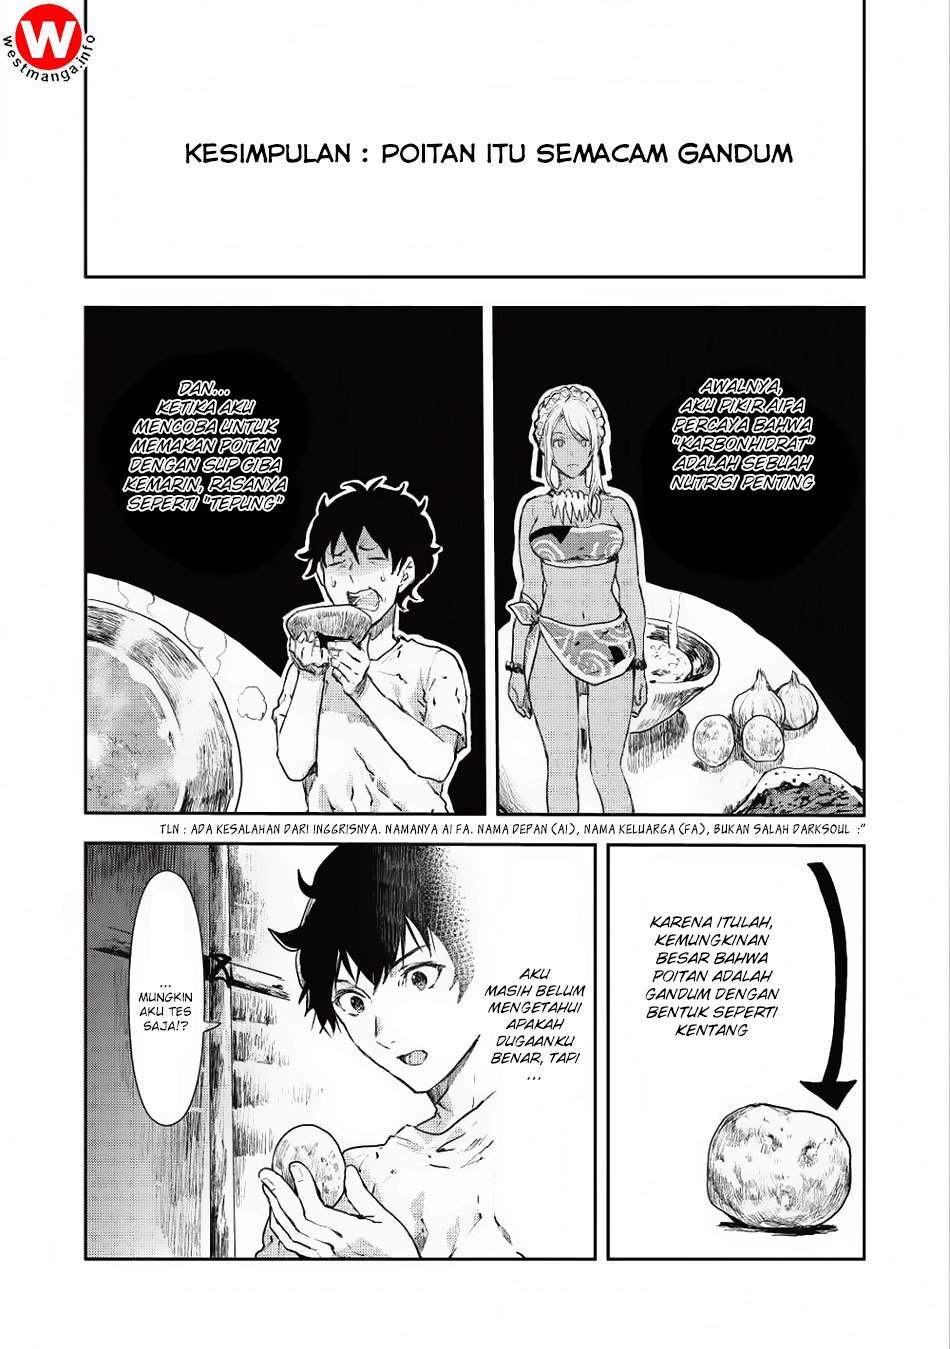 W
westmanga.info
KESIMPULAN : POITAN ITU SEMACAM GANDUM
AWALNYA,
AKU PIKIR AIFA
PERCAYA BAHWA
"KARBONHIDRAT"
ADALAH SEBUAH
NUTRISI PENTING
DAN...
KETIKA AKU
MENCOBA UNTUK
MEMAKAN POITAN
DENGAN SUP GIBA
KEMARIN, RASANYA
SEPERTI "TEPUNG"
TLN : ADA KESALAHAN DARI INGGRISNYA. NAMANYA AI FA. NAMA DEPAN (AI), NAMA KELUARGA (FA), BUKAN SALAH DARKSOUL :"
KARENA ITULAH,
KEMUNGKINAN
BESAR BAHWA
POITAN ADALAH
GANDUM DENGAN
BENTUK SEPERTI
KENTANG
AKU
MASIH BELUM
MENGETAHUI
APAKAH
DUGAANKU
BENAR, TAPI
...
...
MUNGKIN
AKU TES
SAJA!?